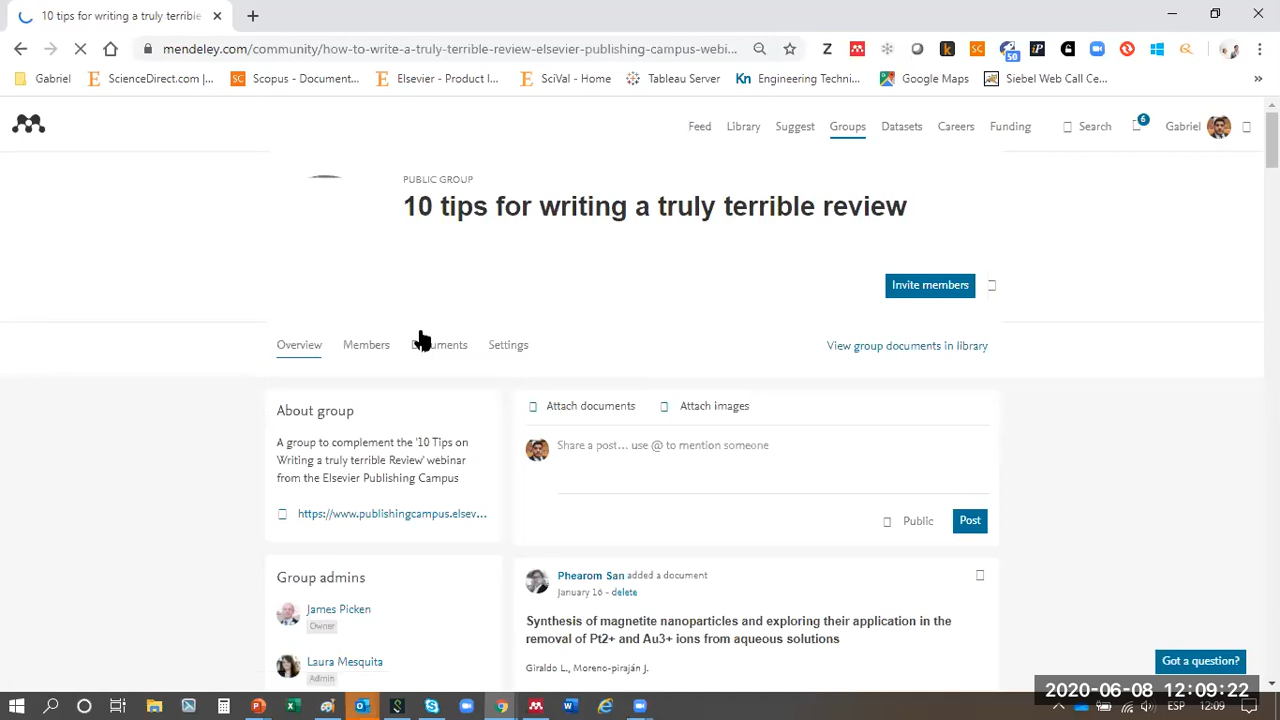 10 tips for writing a truly terrible
mendeley.com/community/how-to-write-a-truly-terrible-review-elsevier-publishing-campus-webi...
50
Gabriel
ScienceDirect.com |...
Scopus - Documen...
Elsevier - Product I...
SciVal - Home
Tableau Server
Kn Engineering Techni...
Google Maps
Siebel Web Call Ce...
Feed
Library
Suggest
Groups
Datasets
Careers
Funding
Search
6
Gabriel
PUBLIC GROUP
10 tips for writing a truly terrible review
Invite members
Overview
Members
Settings
View group documents in library
About group
A group to complement the '10 Tips on
Writing a truly terrible Review' webinar
from the Elsevier Publishing Campus
https://www.publishingcampus.elsev...
Group admins
James Picken
Owner
Laura Mesquita
Admin
Attach documents
Attach images
Share a post... use @ to mention someone
Public
Post
Phearom San added a document
January 16 - delete
Synthesis of magnetite nanoparticles and exploring their application in the
removal of Pt2+ and Au3+ ions from aqueous solutions
Giraldo L., Moreno-piraján J.
Got a question?
2020-06-08 12:09:22
ESP
12:09